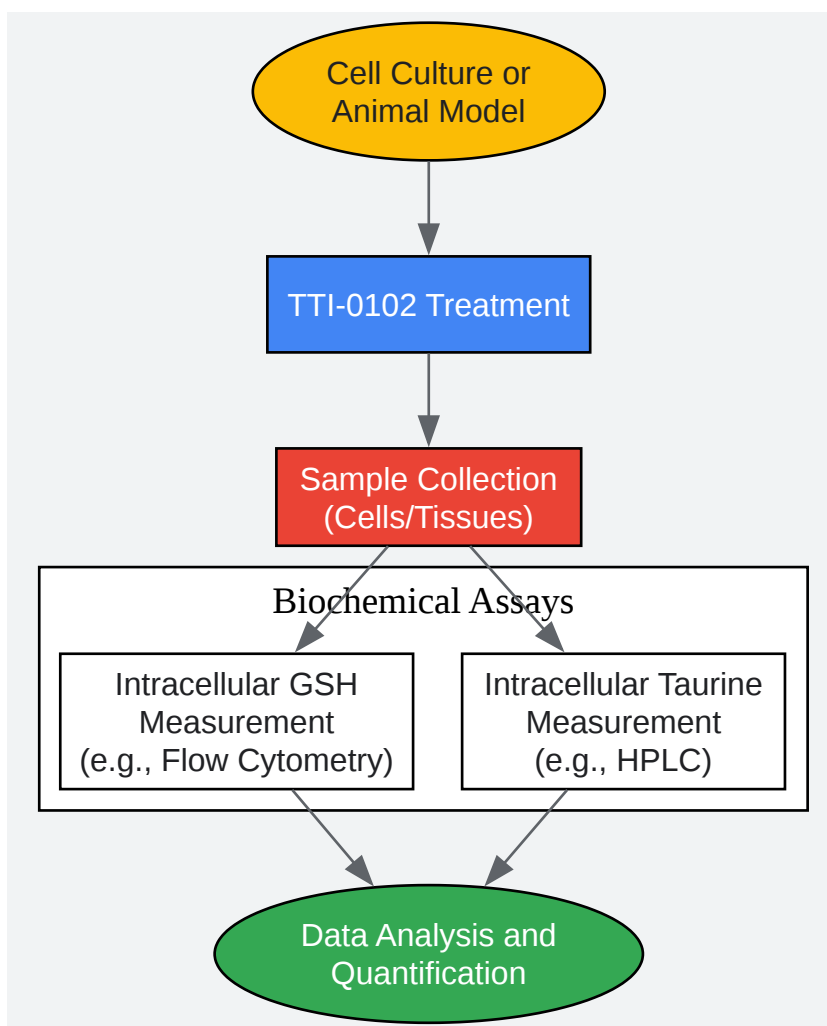 Cell Culture or
Animal Model
TTI-0102 Treatment
Sample Collection
(Cells/Tissues)
Biochemical Assays
Intracellular GSH
Measurement
(e.g., Flow Cytometry)
Intracellular Taurine
Measurement
(e.g., HPLC)
Data Analysis and
Quantification